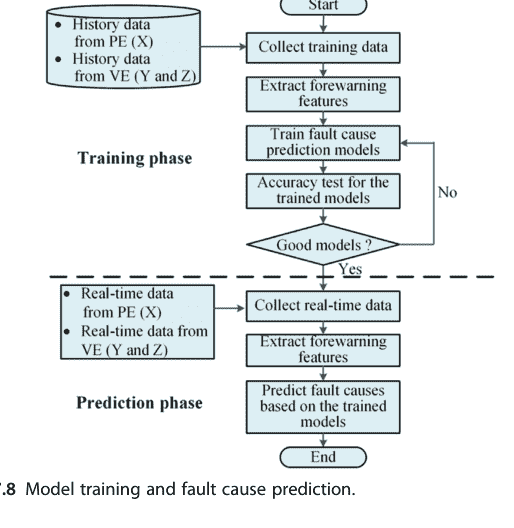 Start
• History data
from PE (X)
• History data
from VE (Y and Z)
Collect training data
Extract forewarning
features
Train fault cause
prediction models
Training phase
Accuracy test for the
trained models
No
Good models ?
Yes
• Real-time data
from PE (X)
• Real-time data from
VE (Y and Z)
Collect real-time data
Extract forewarning
features
Prediction phase
Predict fault causes
based on the trained
models
End
.8 Model training and fault cause prediction.